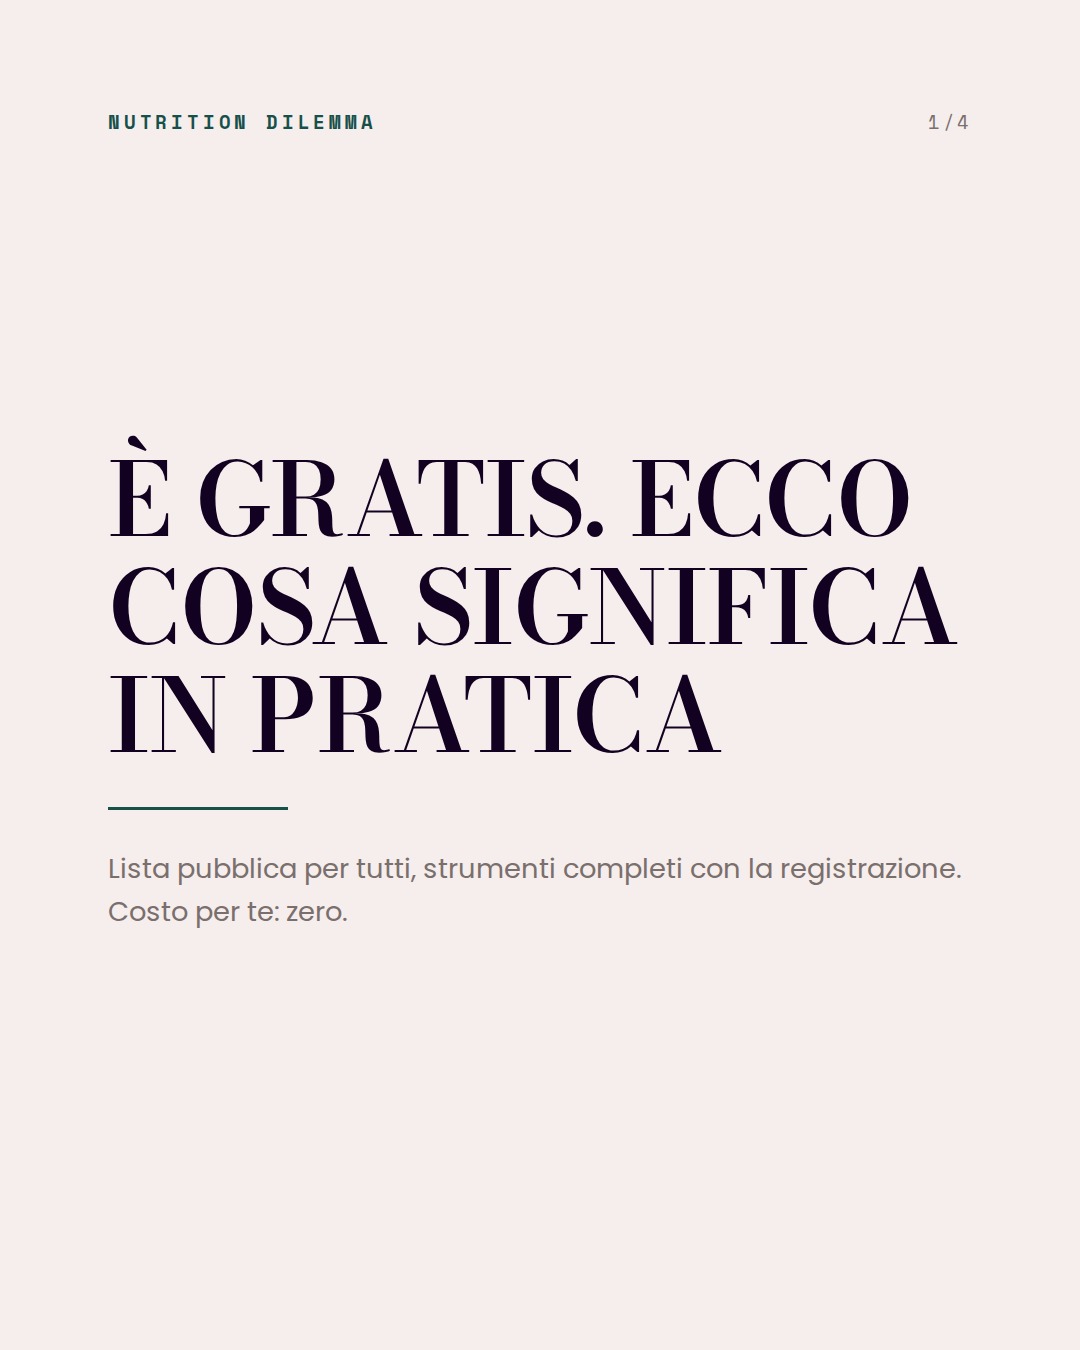 NUTRITION DILEMMA
1/4
È GRATIS. ECCO
COSA SIGNIFICA
IN PRATICA
Lista pubblica per tutti, strumenti completi con la registrazione.
Costo per te: zero.